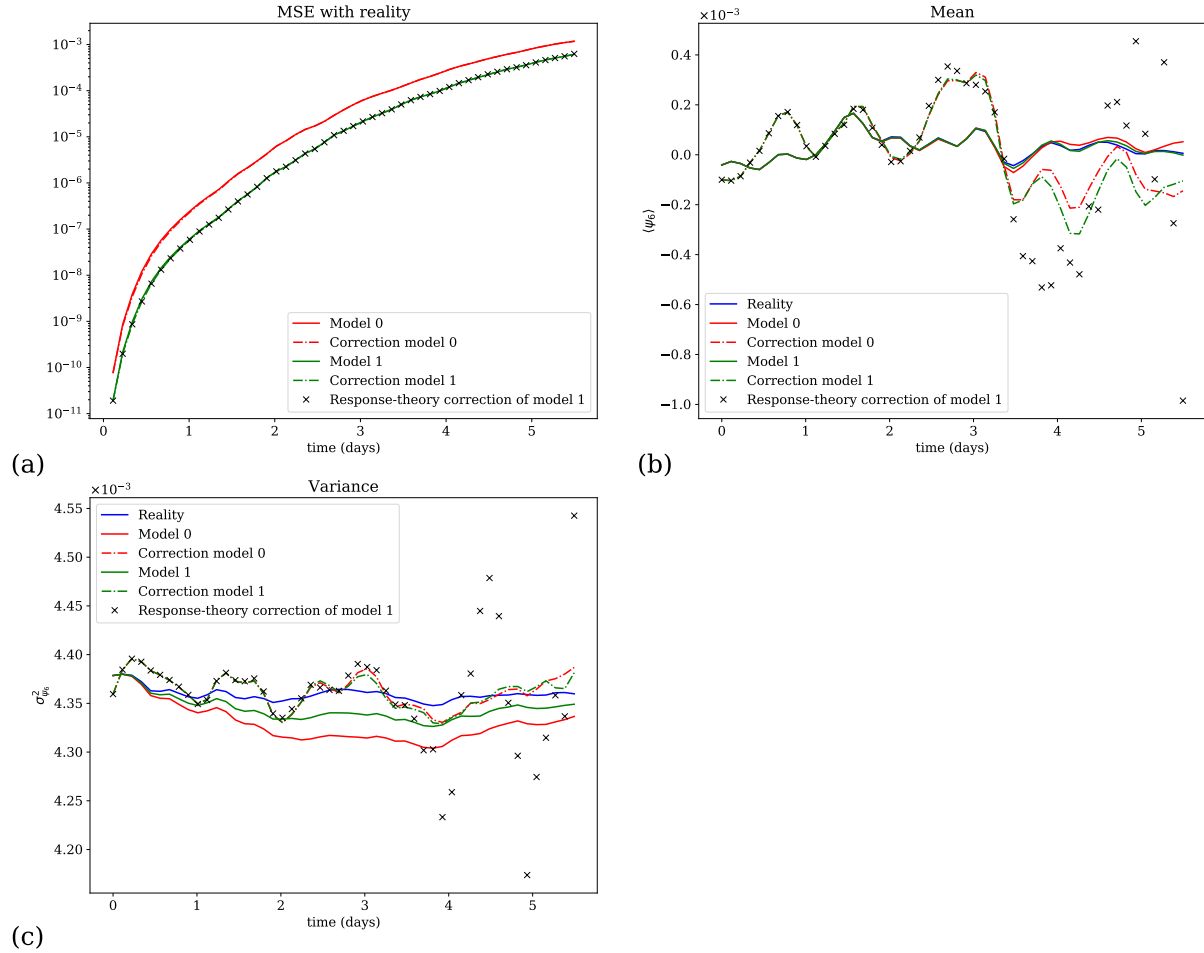 MSE with reality
10⁻³
10⁻⁴
10⁻⁵
10⁻⁶
10⁻⁷
10⁻⁸
10⁻⁹
10⁻¹⁰
10⁻¹¹
0 1 2 3 4 5
time (days)
Model 0
Correction model 0
Model 1
Correction model 1
Response-theory correction of model 1
(a)
Mean
×10⁻³
0.4
0.2
0.0
−0.2
−0.4
−0.6
−0.8
−1.0
⟨ψ₆⟩
0 1 2 3 4 5
time (days)
Reality
Model 0
Correction model 0
Model 1
Correction model 1
Response-theory correction of model 1
(b)
Variance
×10⁻³
4.55
4.50
4.45
4.40
4.35
4.30
4.25
4.20
σ²ψ₆
0 1 2 3 4 5
time (days)
Reality
Model 0
Correction model 0
Model 1
Correction model 1
Response-theory correction of model 1
(c)